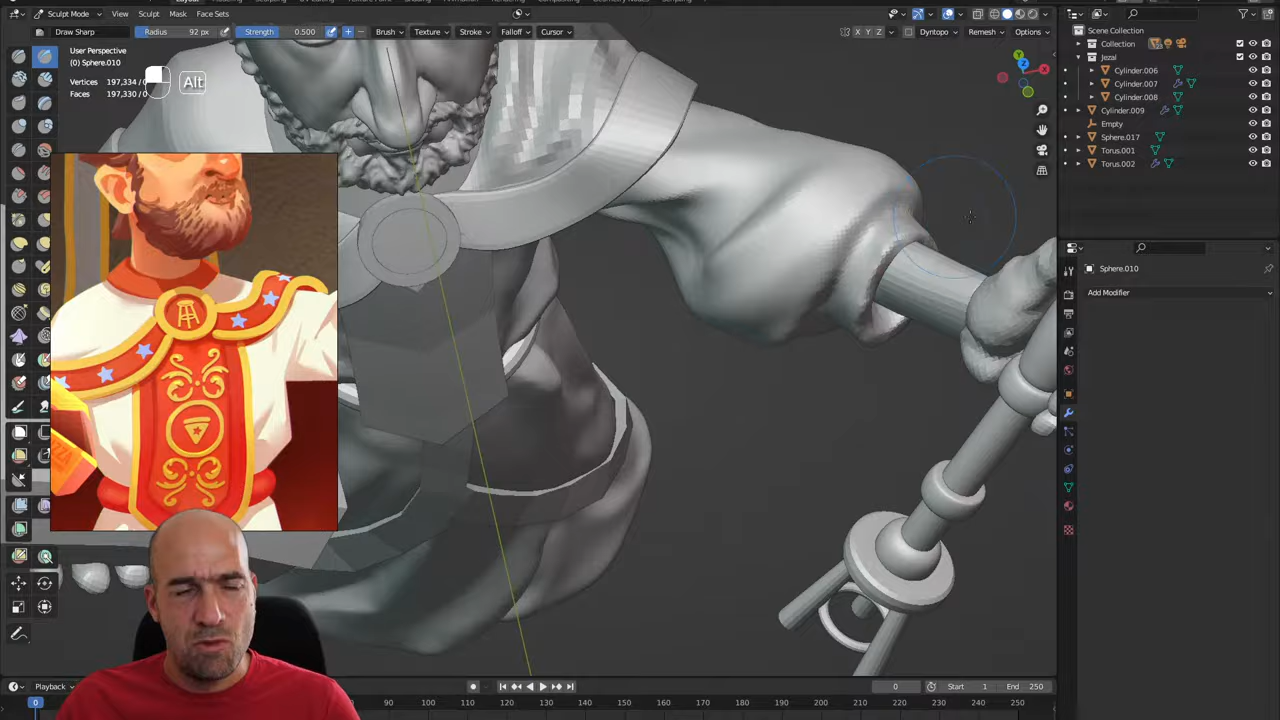 Sculpt Mode View Sculpt Mask Face Sets
Draw Sharp Radius 92 px Strength 0.500 Brush Texture Stroke Falloff Cursor X Y Z Dyntopo Remesh Options
User Perspective
(0) Sphere.010
Vertices 197,334 /
Faces 197,330 /
Alt
Y
X
Z
PIZZA
Scene Collection
Collection
Jezai
Cylinder.006
Cylinder.007
Cylinder.008
Cylinder.009
Empty
Sphere.017
Torus.001
Torus.002
Sphere.010
Add Modifier
Playback 0 Start 1 End 250
0 90 100 110 120 130 140 150 160 170 180 190 200 210 220 230 240 250